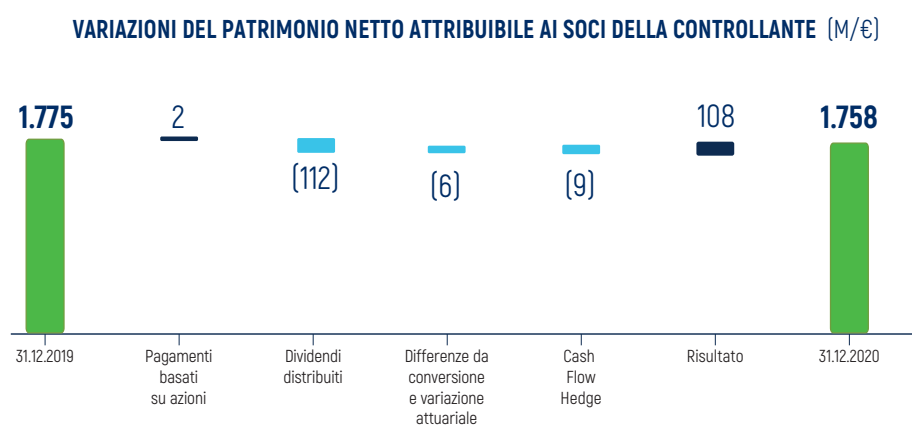 VARIAZIONI DEL PATRIMONIO NETTO ATTRIBUIBILE AI SOCI DELLA CONTROLLANTE (M/€)
1.775
2
(112)
(6)
(9)
108
1.758
31.12.2019
Pagamenti
basati
su azioni
Dividendi
distribuiti
Differenze da
conversione
e variazione
attuariale
Cash
Flow
Hedge
Risultato
31.12.2020